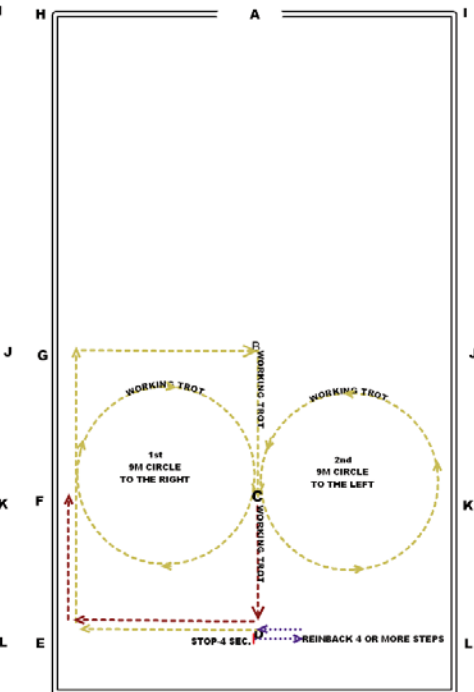 H A I
J G B J
WORKING TROT
WORKING TROT
WORKING TROT
1st
9M CIRCLE
TO THE RIGHT
2nd
9M CIRCLE
TO THE LEFT
K F C K
WORKING TROT
D
L E STOP-4 SEC. REINBACK 4 OR MORE STEPS L